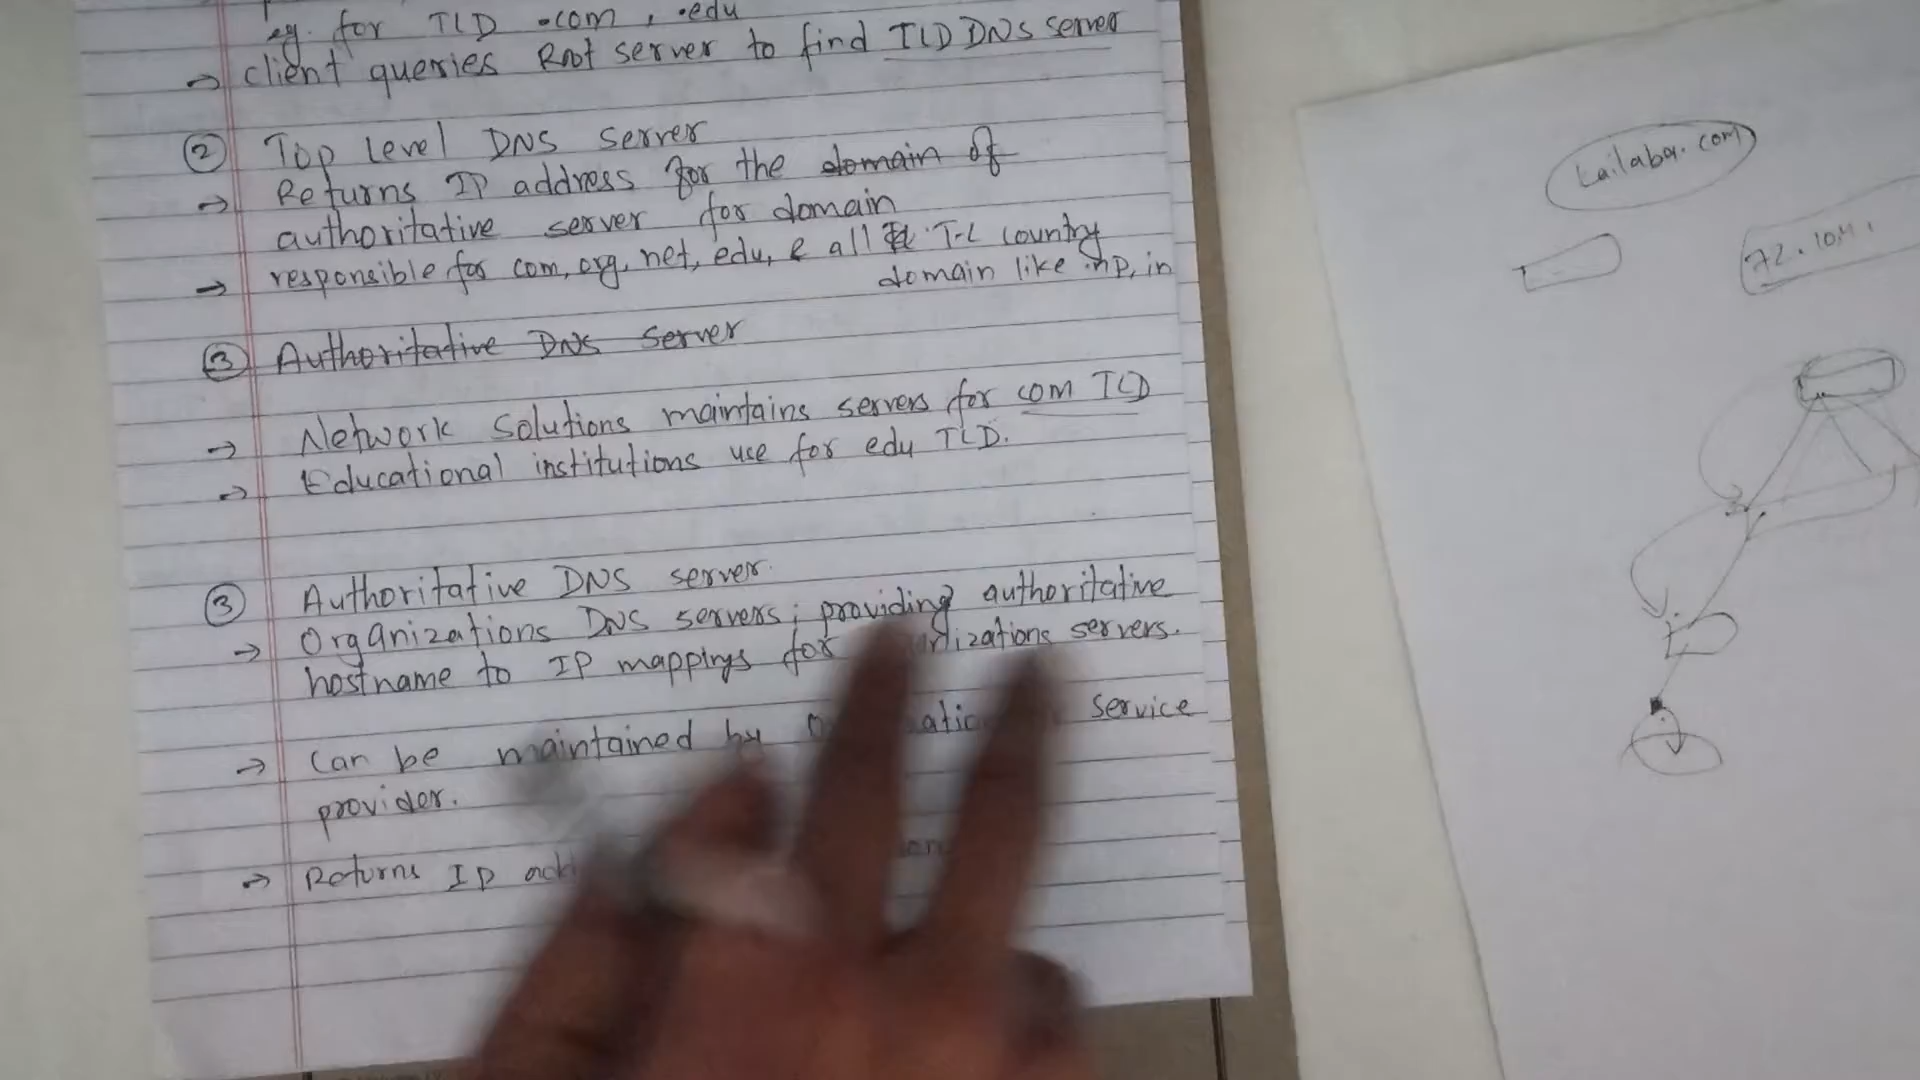 eg. for TLD .com, .edu
→ client queries Root server to find TLD DNS server
② Top level DNS server
→ Returns IP address for the domain of
authoritative server for domain
→ responsible for com, org, net, edu, & all T-L country
domain like np, in
③ Authoritative DNS server
→ Network solutions maintains servers for com TLD
→ Educational institutions use for edu TLD.
③ Authoritative DNS server.
→ Organizations DNS servers; providing authoritative
hostname to IP mappings for servers.
→ Can be maintained by service
provider.
→ Returns IP
kailaba.com